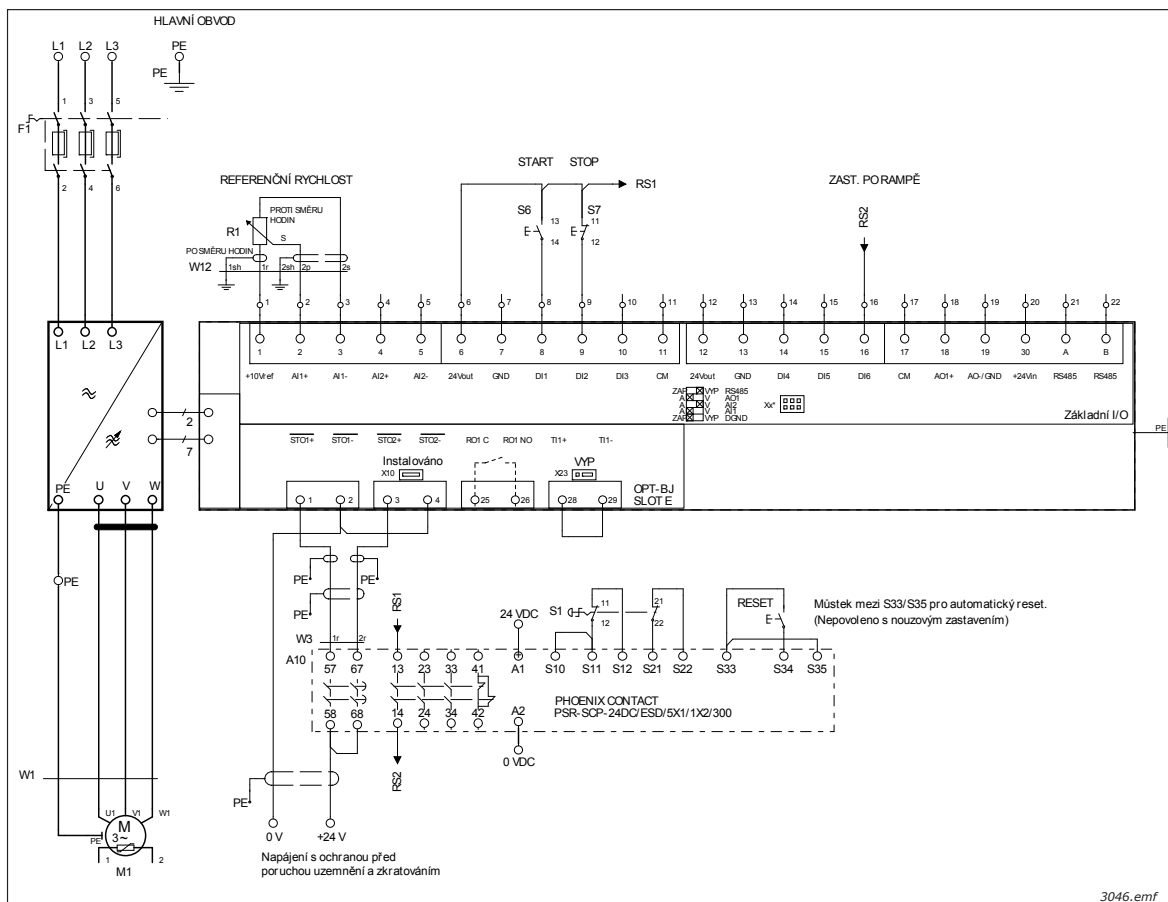 HLAVNÍ OBVOD
L1 L2 L3 PE
PE
1 3 5
F1
2 4 6
START STOP
REFERENČNÍ RYCHLOST
RS1
ZAST. PO RAMPĚ
PROTI SMĚRU
HODIN
S6 S7
13 11
RS2
R1
S
14 12
PO SMĚRU HODIN
W12
1sh 1r 2sh 2p 2s
1 2 3 4 5 6 7 8 9 10 11 12 13 14 15 16 17 18 19 20 21 22
L1 L2 L3
1 2 3 4 5 6 7 8 9 10 11 12 13 14 15 16 17 18 19 30 A B
+10Vref AI1+ AI1- AI2+ AI2- 24Vout GND DI1 DI2 DI3 CM 24Vout GND DI4 DI5 DI6 CM AO1+ AO-/GND +24Vin RS485 RS485
ZAP VYP RS485
A V AO1
A V AI2
A V AI1
ZAP VYP DGND
Xx*
Základní I/O
2
7
PE
STO1+ STO1- STO2+ STO2- RO1 C RO1 NO TI1+ TI1-
Instalováno
X10
VYP
X23
PE U V W
1 2 3 4 25 26 28 29
OPT-BJ
SLOT E
PE
PE PE
PE
RS1
24 VDC
S1
11 21
12 22
RESET
Můstek mezi S33/S35 pro automatický reset.
(Nepovoleno s nouzovým zastavením)
W3 1r 2r
A10
57 67 13 23 33 41 A1 S10 S11 S12 S21 S22 S33 S34 S35
PHOENIX CONTACT
PSR-SCP-24DC/ESD/5X1/1X2/300
58 68 14 24 34 42 A2
0 VDC
RS2
W1
PE
U1 V1 W1
0 V +24 V
PE
M
3~
1 2
M1
Napájení s ochranou před
poruchou uzemnění a zkratováním
3046.emf